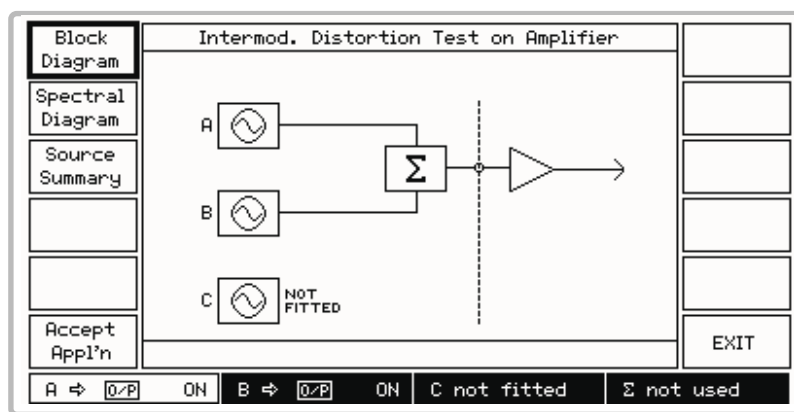 Block
Diagram
Intermod. Distortion Test on Amplifier
Spectral
Diagram
Source
Summary
A
Σ
B
C
NOT
FITTED
Accept
Appl'n
EXIT
A ⇨ O/P ON
B ⇨ O/P ON
C not fitted
Σ not used